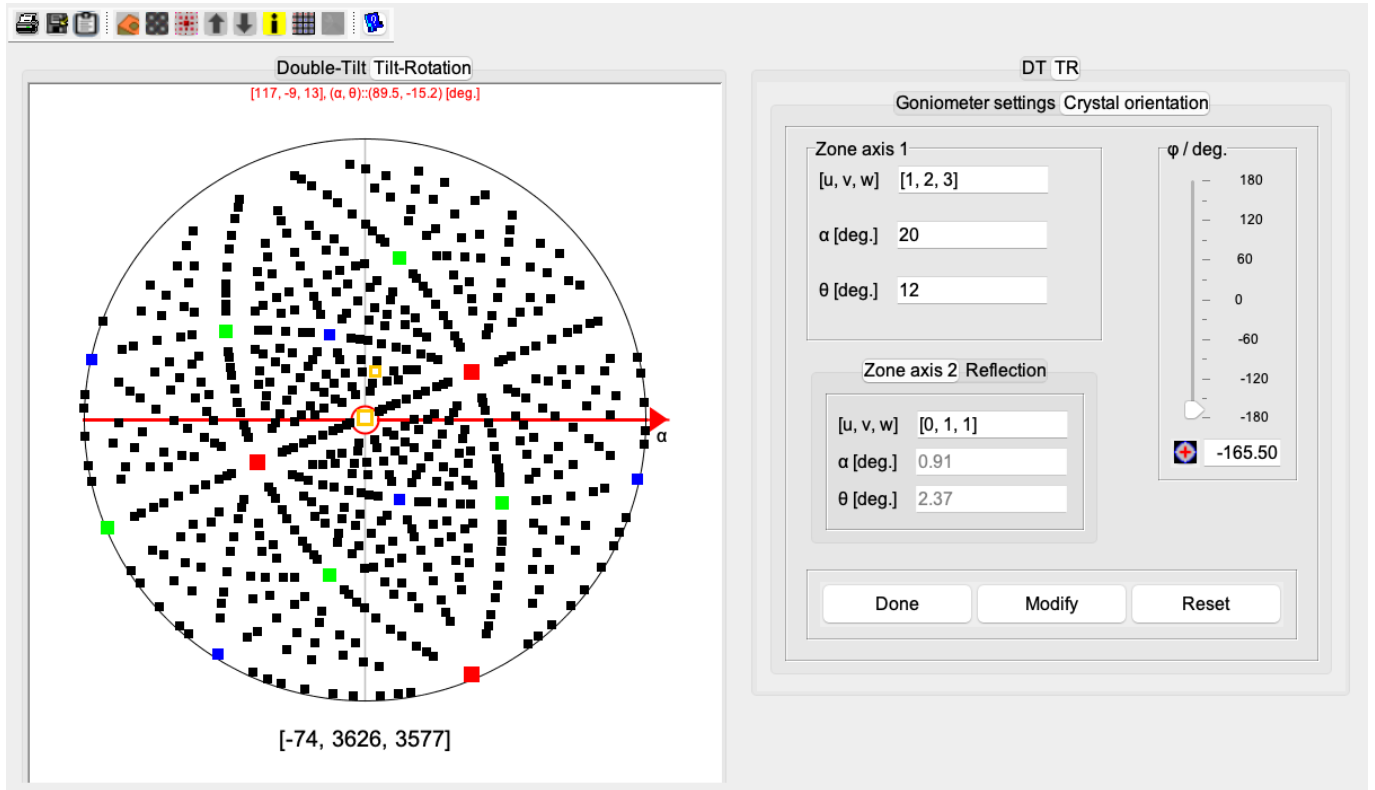 Double-Tilt Tilt-Rotation
[117, -9, 13], (α, θ)::(89.5, -15.2) [deg.]
α
[-74, 3626, 3577]
DT TR
Goniometer settings Crystal orientation
Zone axis 1
[u, v, w] [1, 2, 3]
α [deg.] 20
θ [deg.] 12
Zone axis 2 Reflection
[u, v, w] [0, 1, 1]
α [deg.] 0.91
θ [deg.] 2.37
φ / deg.
180
120
60
0
-60
-120
-180
-165.50
Done Modify Reset